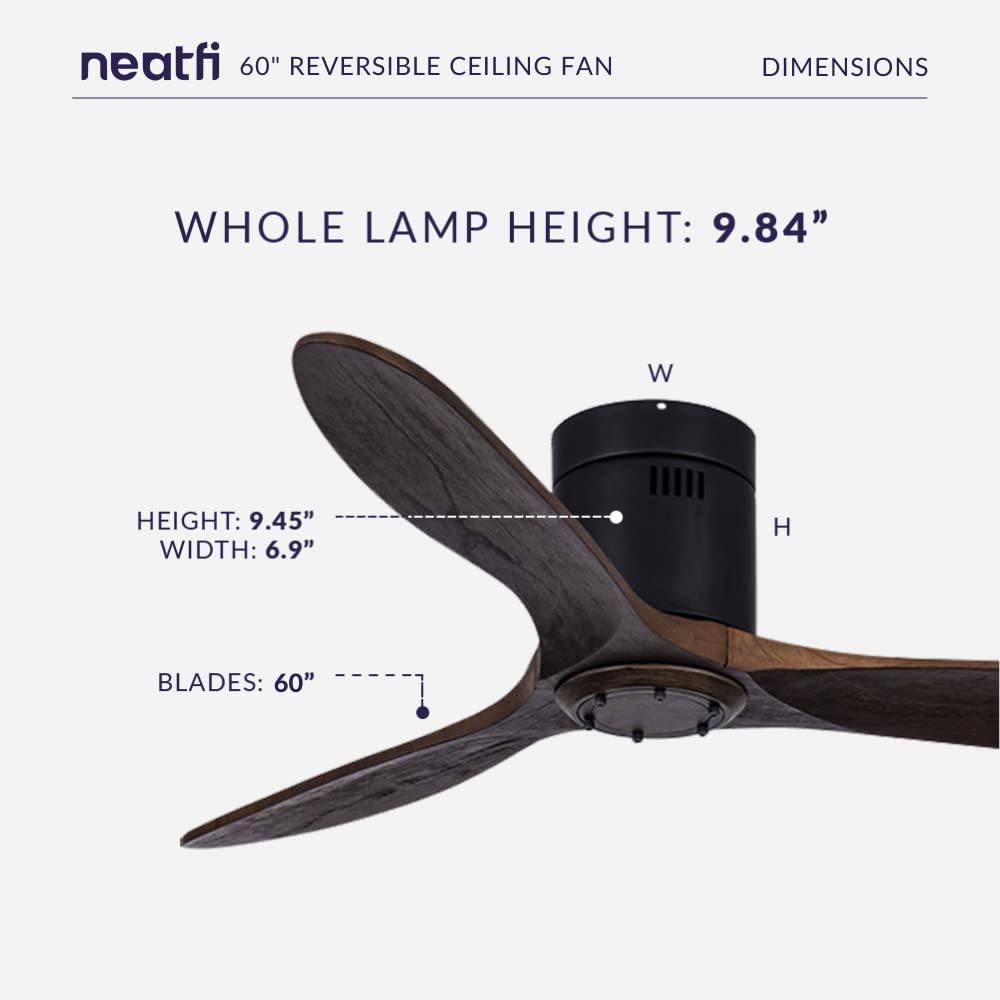 neatfi 60" REVERSIBLE CEILING FAN DIMENSIONS
WHOLE LAMP HEIGHT: 9.84”
W
HEIGHT: 9.45”
WIDTH: 6.9”
H
BLADES: 60”